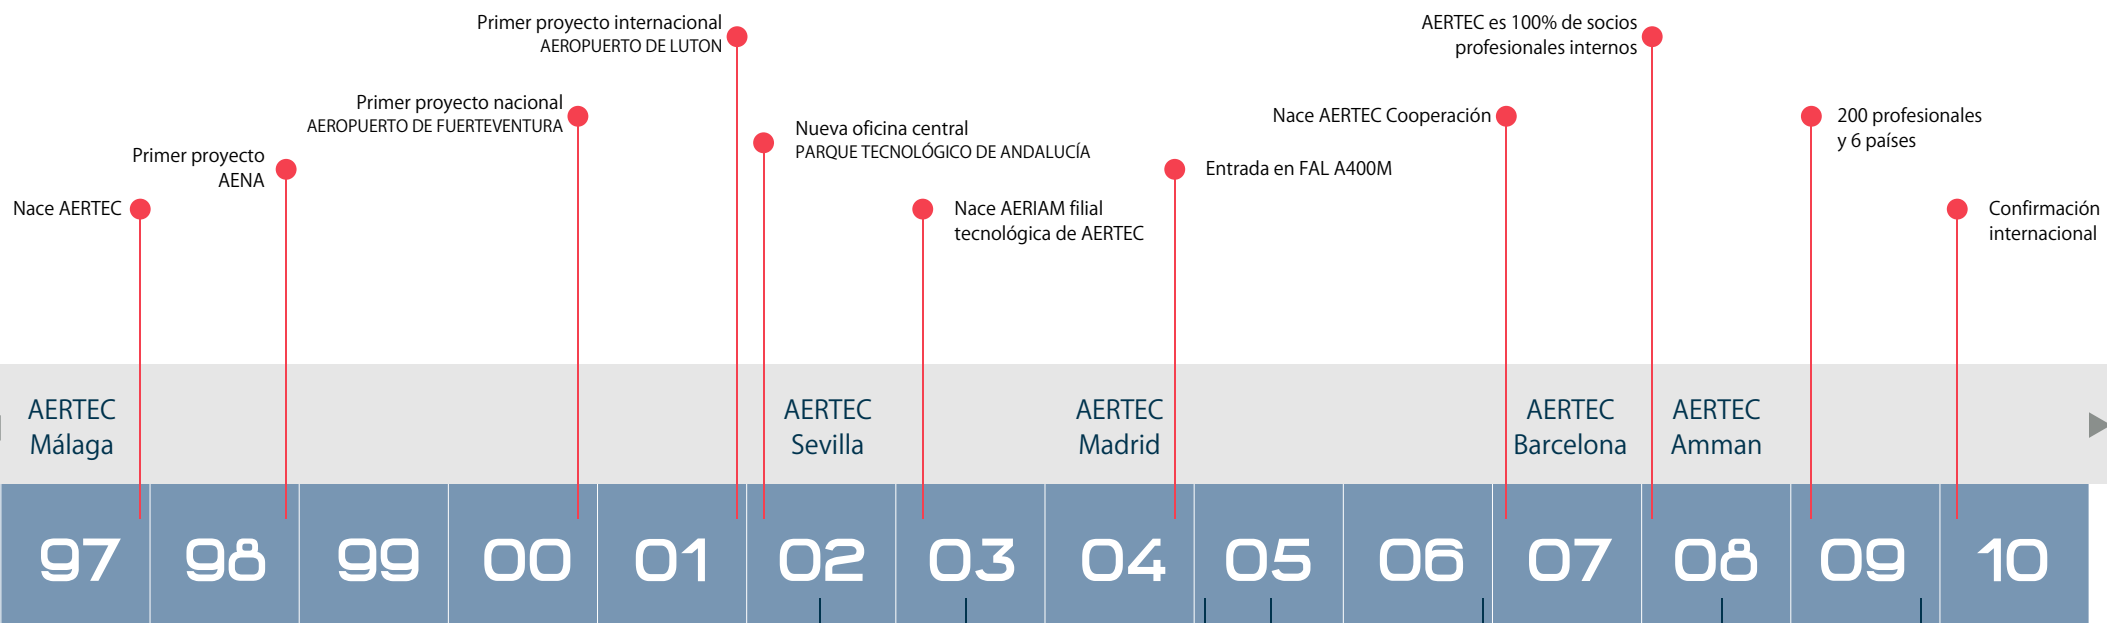 Primer proyecto internacional
AEROPUERTO DE LUTON
AERTEC es 100% de socios
profesionales internos
Primer proyecto nacional
AEROPUERTO DE FUERTEVENTURA
Nueva oficina central
PARQUE TECNOLÓGICO DE ANDALUCÍA
Nace AERTEC Cooperación
200 profesionales
y 6 países
Primer proyecto
AENA
Entrada en FAL A400M
Nace AERTEC
Nace AERIAM filial
tecnológica de AERTEC
Confirmación
internacional
AERTEC
Málaga
AERTEC
Sevilla
AERTEC
Madrid
AERTEC
Barcelona
AERTEC
Amman
97 98 99 00 01 02 03 04 05 06 07 08 09 10